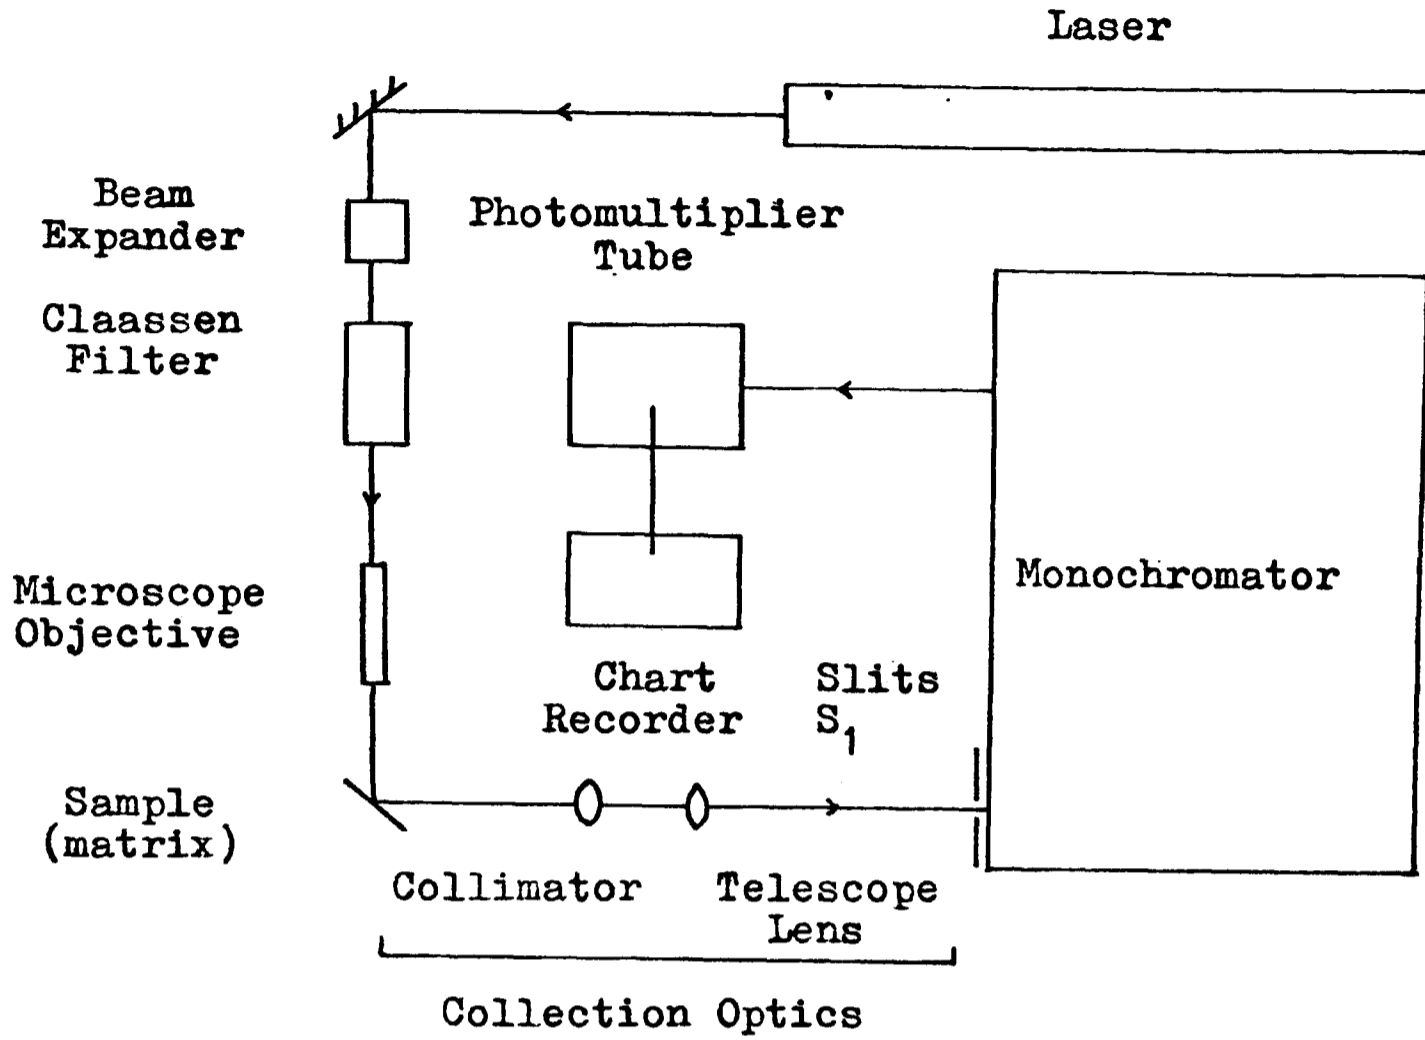 Laser
Beam
Expander
Photomultiplier
Tube
Claassen
Filter
Microscope
Objective
Monochromator
Chart
Recorder
Slits
S₁
Sample
(matrix)
Collimator
Telescope
Lens
Collection Optics